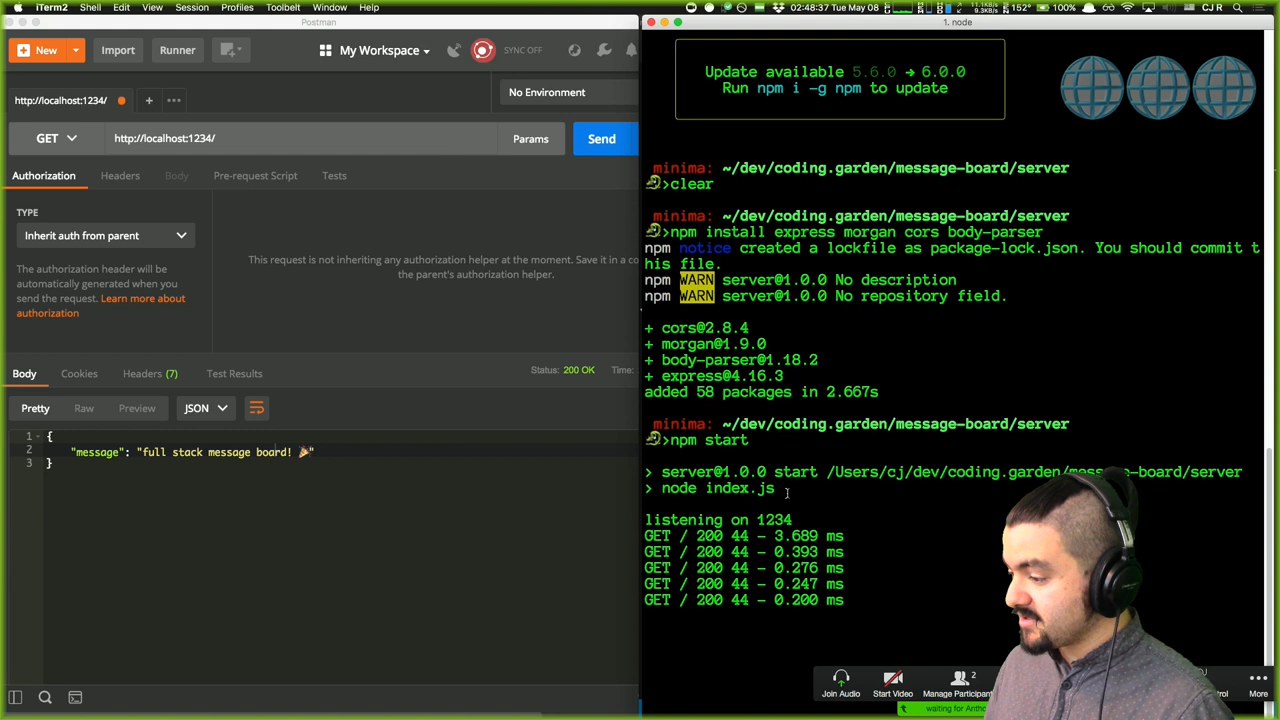 iTerm2 Shell Edit View Session Profiles Toolbelt Window Help
02:48:37 Tue May 08 11.1KB/s 9.3KB/s 152° 100% CJ R
Postman
New Import Runner My Workspace SYNC OFF
http://localhost:1234/ + ••• No Environment
GET http://localhost:1234/ Params Send
Authorization Headers Body Pre-request Script Tests
TYPE
Inherit auth from parent
The authorization header will be
automatically generated when you
send the request. Learn more about
authorization
This request is not inheriting any authorization helper at the moment. Save it in a co
the parent's authorization helper.
Body Cookies Headers (7) Test Results Status: 200 OK Time:
Pretty Raw Preview JSON
1 {
2 "message": "full stack message board! 🎉"
3 }
1. node
Update available 5.6.0 → 6.0.0
Run npm i -g npm to update
minima: ~/dev/coding.garden/message-board/server
>clear
minima: ~/dev/coding.garden/message-board/server
>npm install express morgan cors body-parser
npm notice created a lockfile as package-lock.json. You should commit t
his file.
npm WARN server@1.0.0 No description
npm WARN server@1.0.0 No repository field.
+ cors@2.8.4
+ morgan@1.9.0
+ body-parser@1.18.2
+ express@4.16.3
added 58 packages in 2.667s
minima: ~/dev/coding.garden/message-board/server
>npm start
> server@1.0.0 start /Users/cj/dev/coding.garden/message-board/server
> node index.js
listening on 1234
GET / 200 44 - 3.689 ms
GET / 200 44 - 0.393 ms
GET / 200 44 - 0.276 ms
GET / 200 44 - 0.247 ms
GET / 200 44 - 0.200 ms
2
Join Audio Start Video Manage Participan More
waiting for Antho